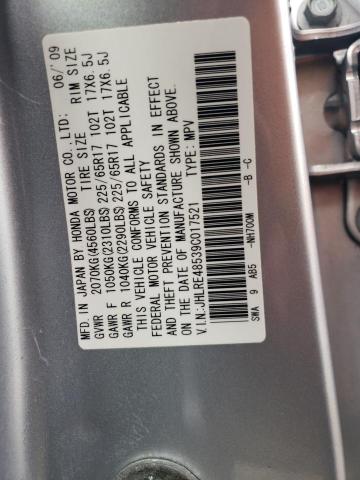 MFD. IN JAPAN BY HONDA MOTOR CO., LTD: 06/'09
GVWR 2070KG(4560LBS) TIRE SIZE RIM SIZE
GAWR F 1050KG(2310LBS) 225/65R17 102T 17X6.5J
GAWR R 1040KG(2290LBS) 225/65R17 102T 17X6.5J
THIS VEHICLE CONFORMS TO ALL APPLICABLE
FEDERAL MOTOR VEHICLE SAFETY
AND THEFT PREVENTION STANDARDS IN EFFECT
ON THE DATE OF MANUFACTURE SHOWN ABOVE.
V.I.N:JHLRE48539C017521 TYPE: MPV
SWA 9 AB5 -NH700M -B -C